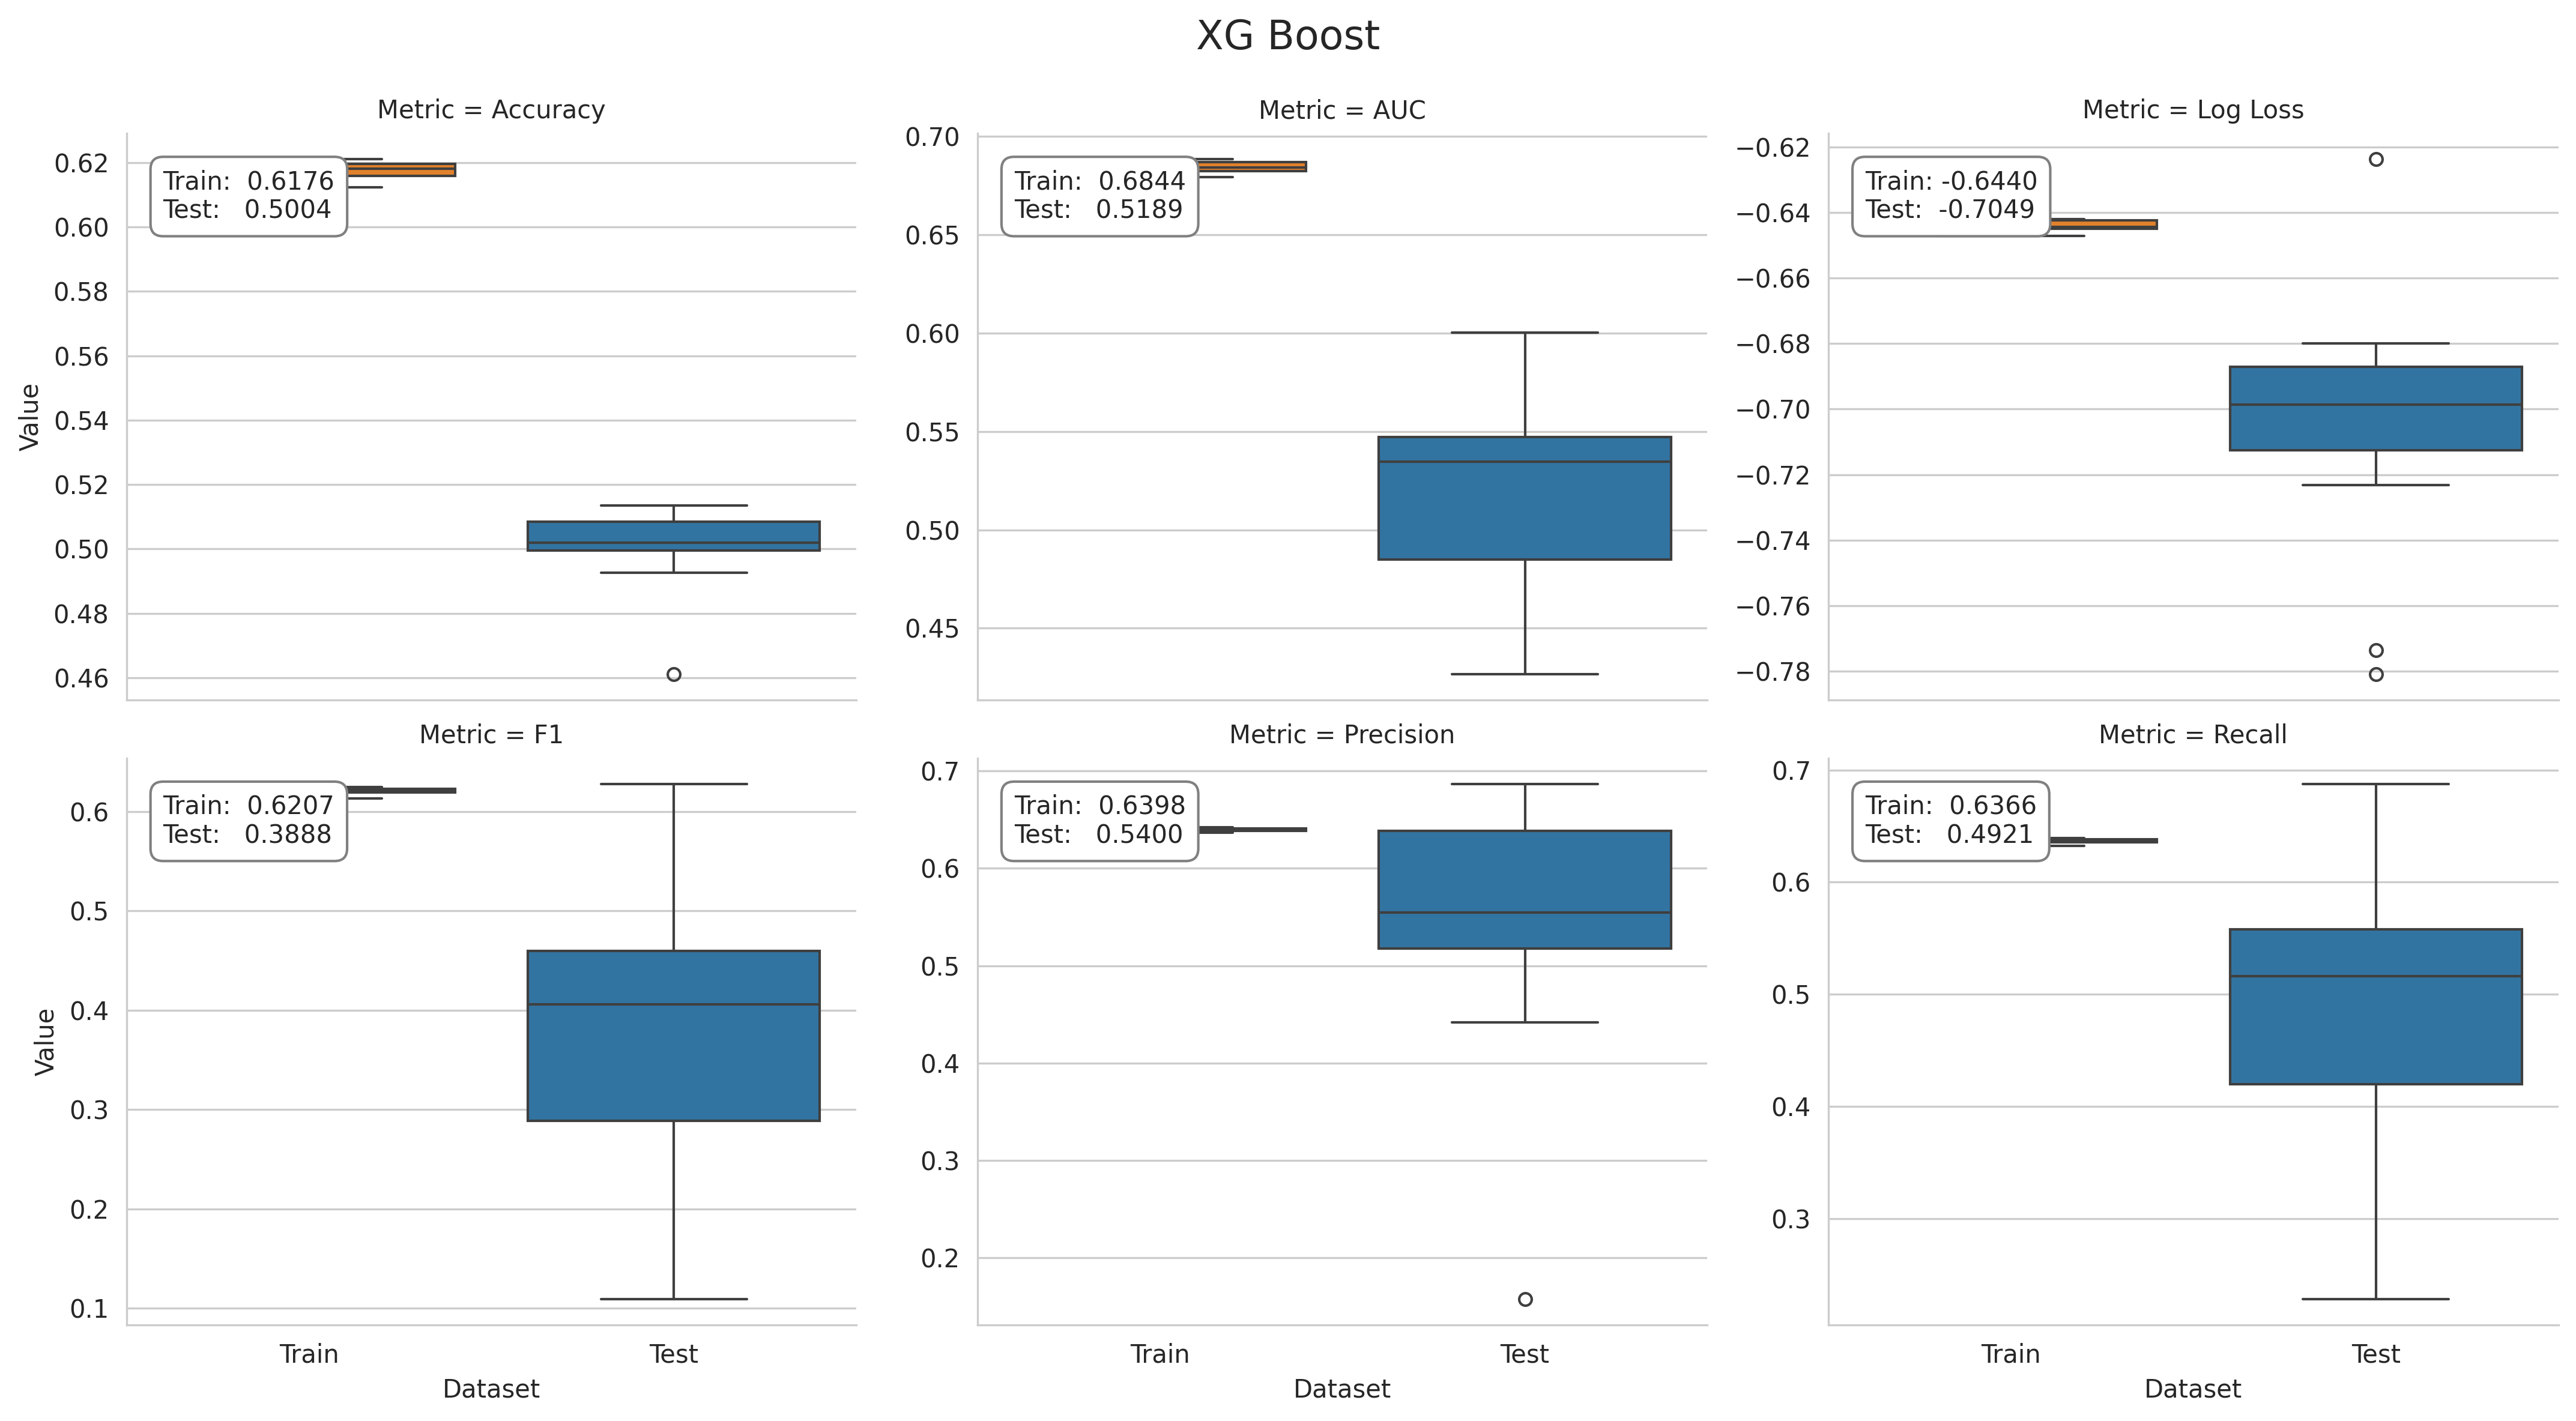 XG Boost
Metric = Accuracy
Value
0.62
0.60
0.58
0.56
0.54
0.52
0.50
0.48
0.46
Train: 0.6176
Test: 0.5004
Metric = AUC
0.70
0.65
0.60
0.55
0.50
0.45
Train: 0.6844
Test: 0.5189
Metric = Log Loss
−0.62
−0.64
−0.66
−0.68
−0.70
−0.72
−0.74
−0.76
−0.78
Train: -0.6440
Test: -0.7049
Metric = F1
Value
0.6
0.5
0.4
0.3
0.2
0.1
Train: 0.6207
Test: 0.3888
Train
Test
Dataset
Metric = Precision
0.7
0.6
0.5
0.4
0.3
0.2
Train: 0.6398
Test: 0.5400
Train
Test
Dataset
Metric = Recall
0.7
0.6
0.5
0.4
0.3
Train: 0.6366
Test: 0.4921
Train
Test
Dataset